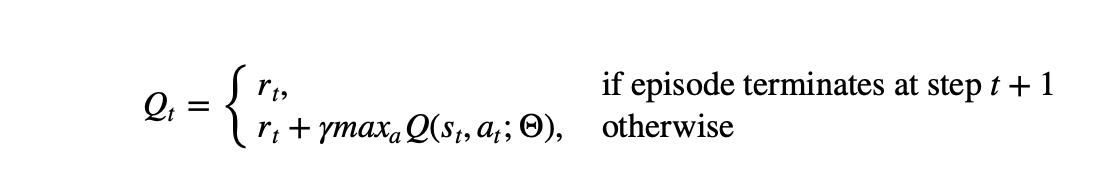 Q_t = { r_t, if episode terminates at step t + 1
r_t + γmax_a Q(s_t, a_t; Θ), otherwise